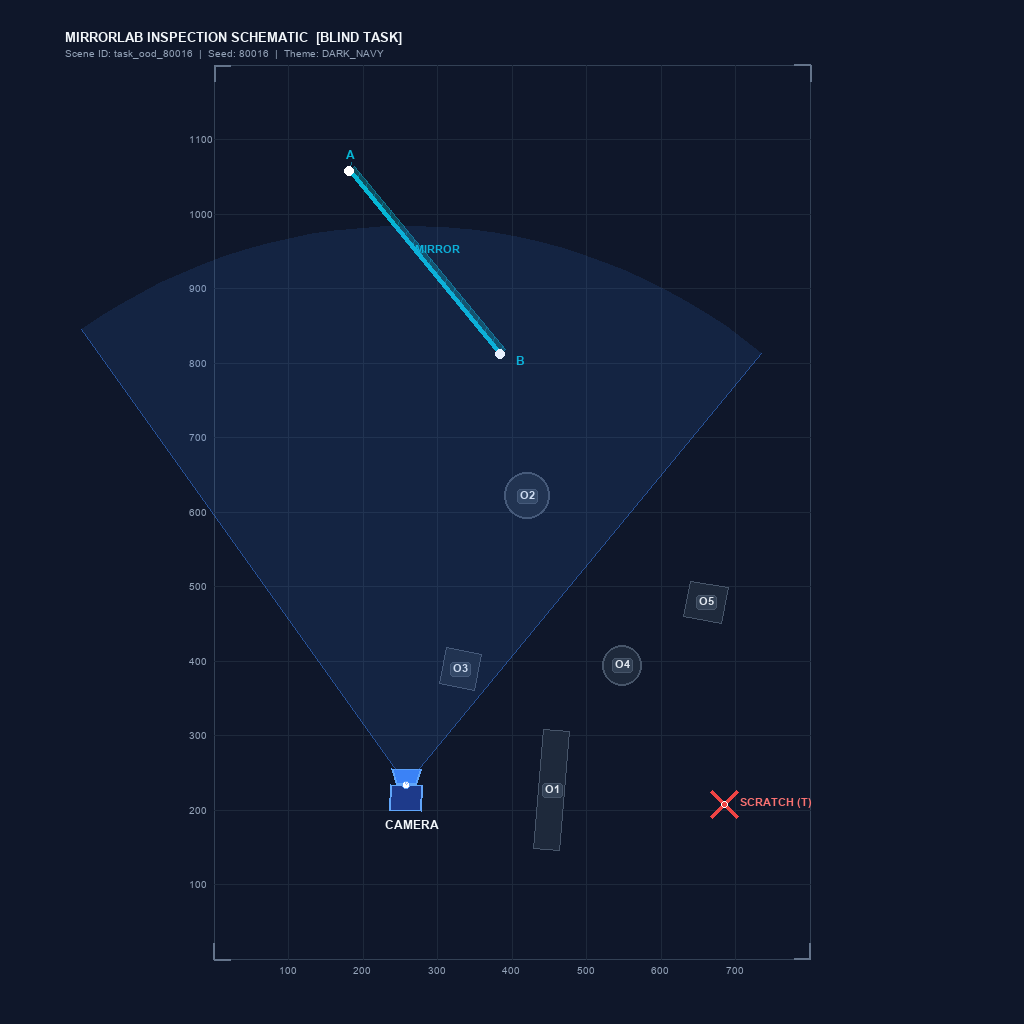 MIRRORLAB INSPECTION SCHEMATIC [BLIND TASK]
Scene ID: task_ood_80016 | Seed: 80016 | Theme: DARK_NAVY
1100
A
1000
MIRROR
900
800
B
700
O2
600
500
O5
400
O4
O3
300
O1
200
SCRATCH (T)
CAMERA
100
100 200 300 400 500 600 700